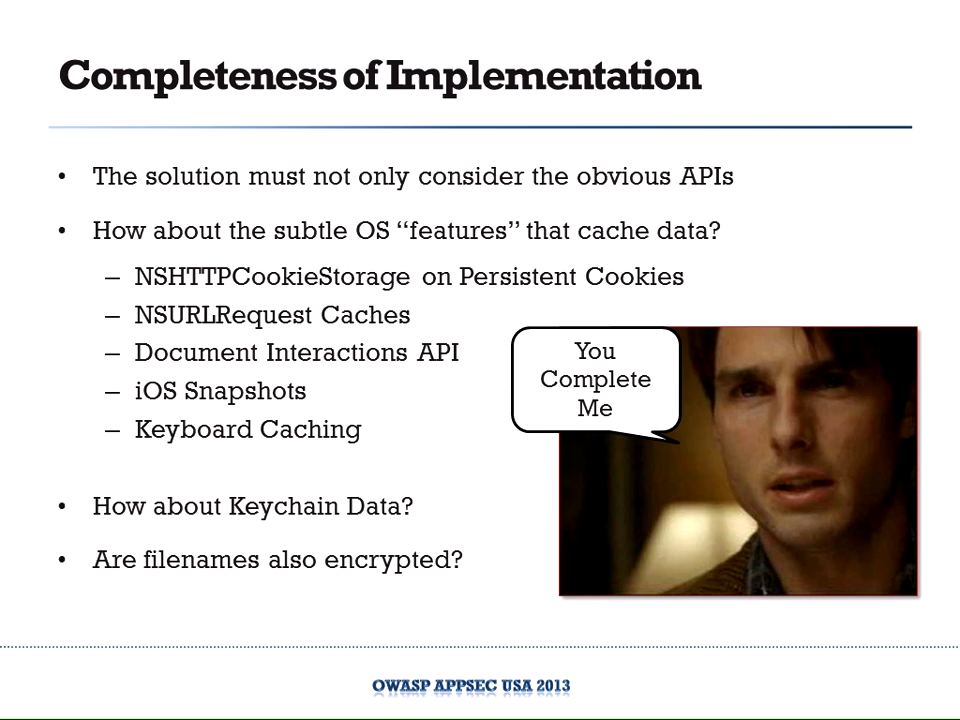 Completeness of Implementation
• The solution must not only consider the obvious APIs
• How about the subtle OS “features” that cache data?
– NSHTTPCookieStorage on Persistent Cookies
– NSURLRequest Caches
– Document Interactions API
– iOS Snapshots
– Keyboard Caching
You
Complete
Me
• How about Keychain Data?
• Are filenames also encrypted?
OWASP APPSEC USA 2013